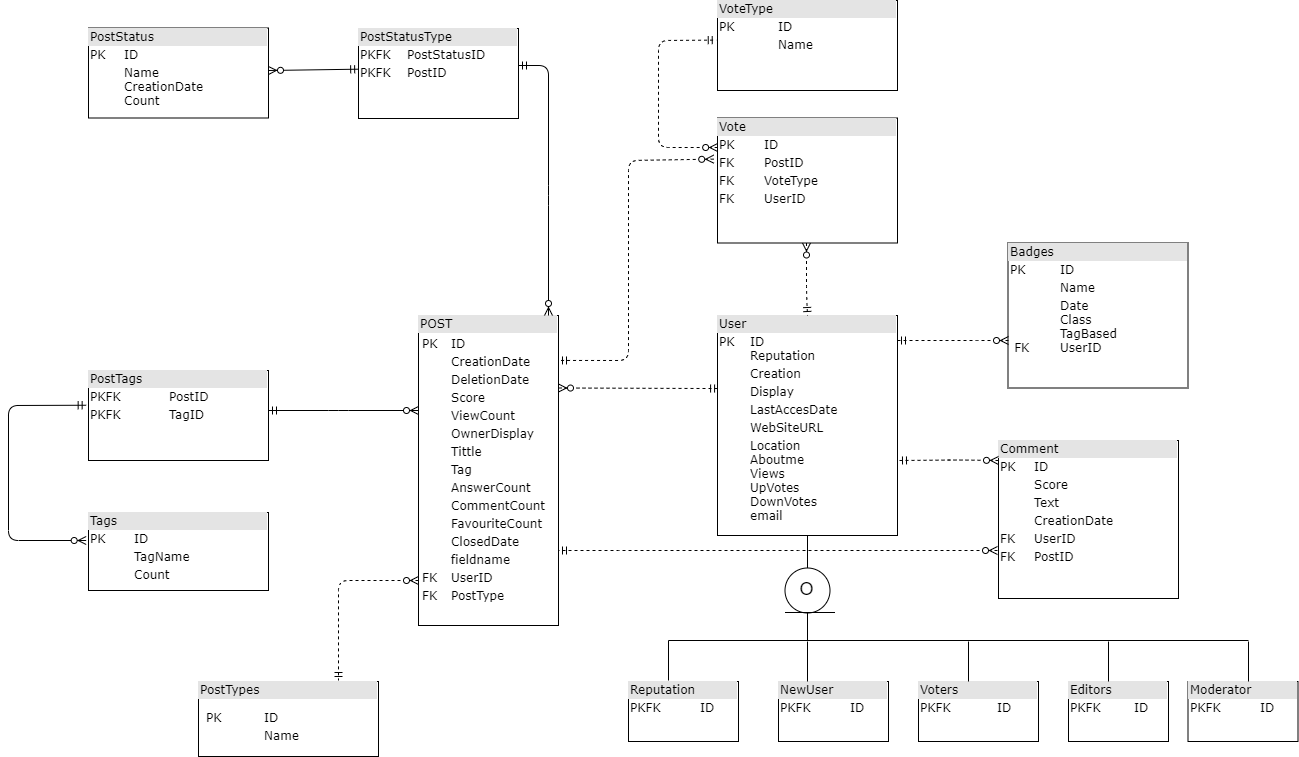 VoteType
PK ID
Name
PostStatus
PK ID
Name
CreationDate
Count
PostStatusType
PKFK PostStatusID
PKFK PostID
Vote
PK ID
FK PostID
FK VoteType
FK UserID
Badges
PK ID
Name
Date
Class
TagBased
FK UserID
POST
PK ID
CreationDate
DeletionDate
Score
ViewCount
OwnerDisplay
Tittle
Tag
AnswerCount
CommentCount
FavouriteCount
ClosedDate
fieldname
FK UserID
FK PostType
User
PK ID
Reputation
Creation
Display
LastAccesDate
WebSiteURL
Location
Aboutme
Views
UpVotes
DownVotes
email
PostTags
PKFK PostID
PKFK TagID
Comment
PK ID
Score
Text
CreationDate
FK UserID
FK PostID
Tags
PK ID
TagName
Count
O
PostTypes
PK ID
Name
Reputation
PKFK ID
NewUser
PKFK ID
Voters
PKFK ID
Editors
PKFK ID
Moderator
PKFK ID